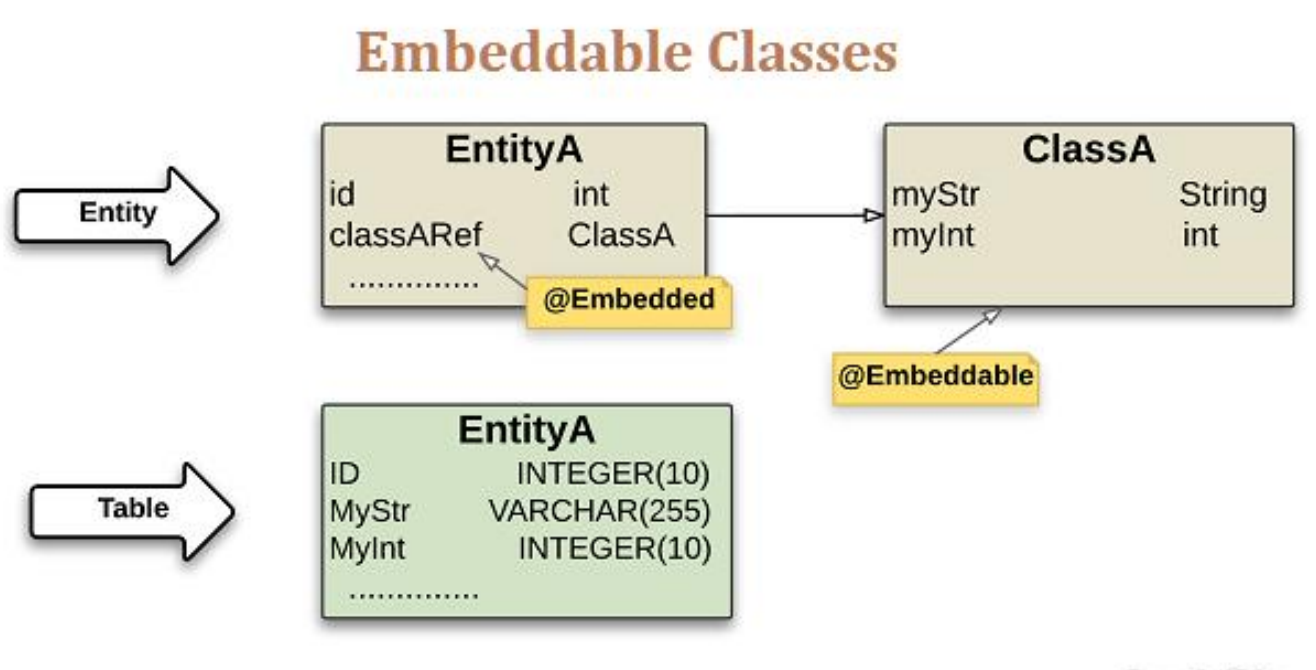 Embeddable Classes
Entity
EntityA
id int
classARef ClassA
..............
@Embedded
ClassA
myStr String
myInt int
@Embeddable
Table
EntityA
ID INTEGER(10)
MyStr VARCHAR(255)
MyInt INTEGER(10)
..............